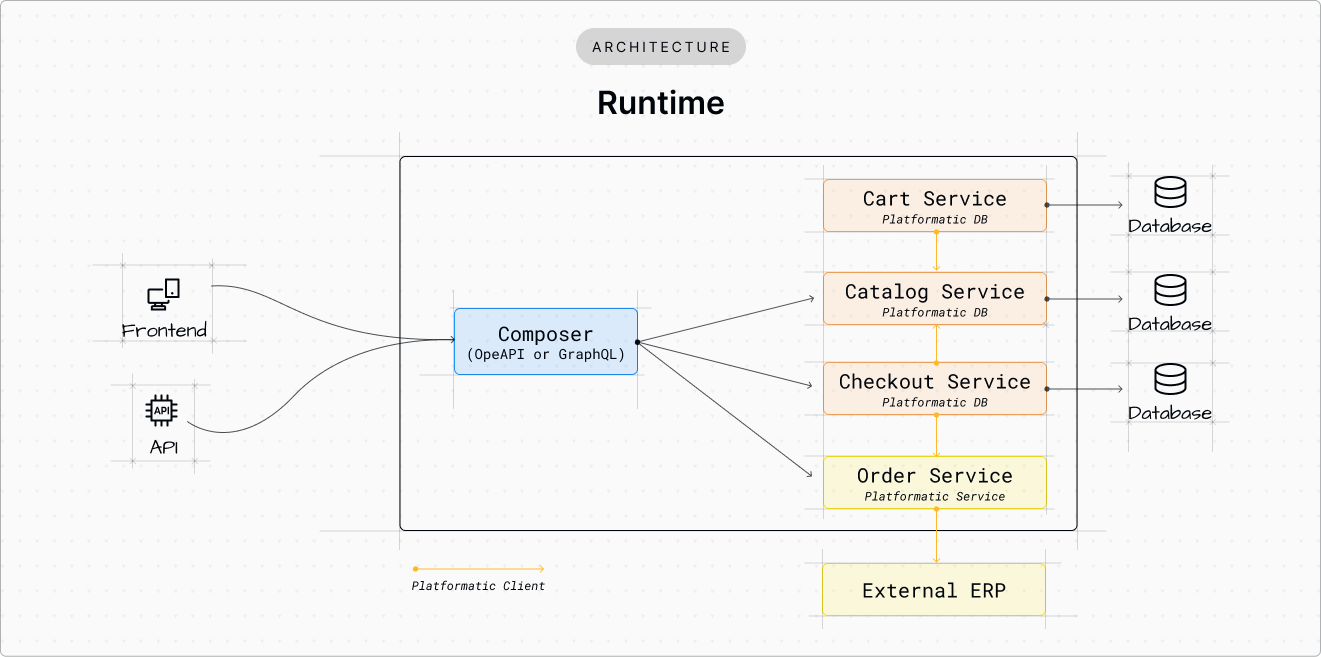 ARCHITECTURE
Runtime
Cart Service
Platformatic DB
Database
Frontend
Catalog Service
Platformatic DB
Database
Composer
(OpeAPI or GraphQL)
Checkout Service
Platformatic DB
Database
API
API
Order Service
Platformatic Service
Platformatic Client
External ERP